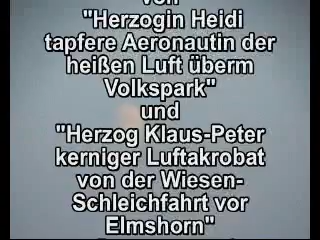 von
"Herzogin Heidi
tapfere Aeronautin der
heißen Luft überm
Volkspark"
und
"Herzog Klaus-Peter
kerniger Luftakrobat
von der Wiesen-
Schleichfahrt vor
Elmshorn"